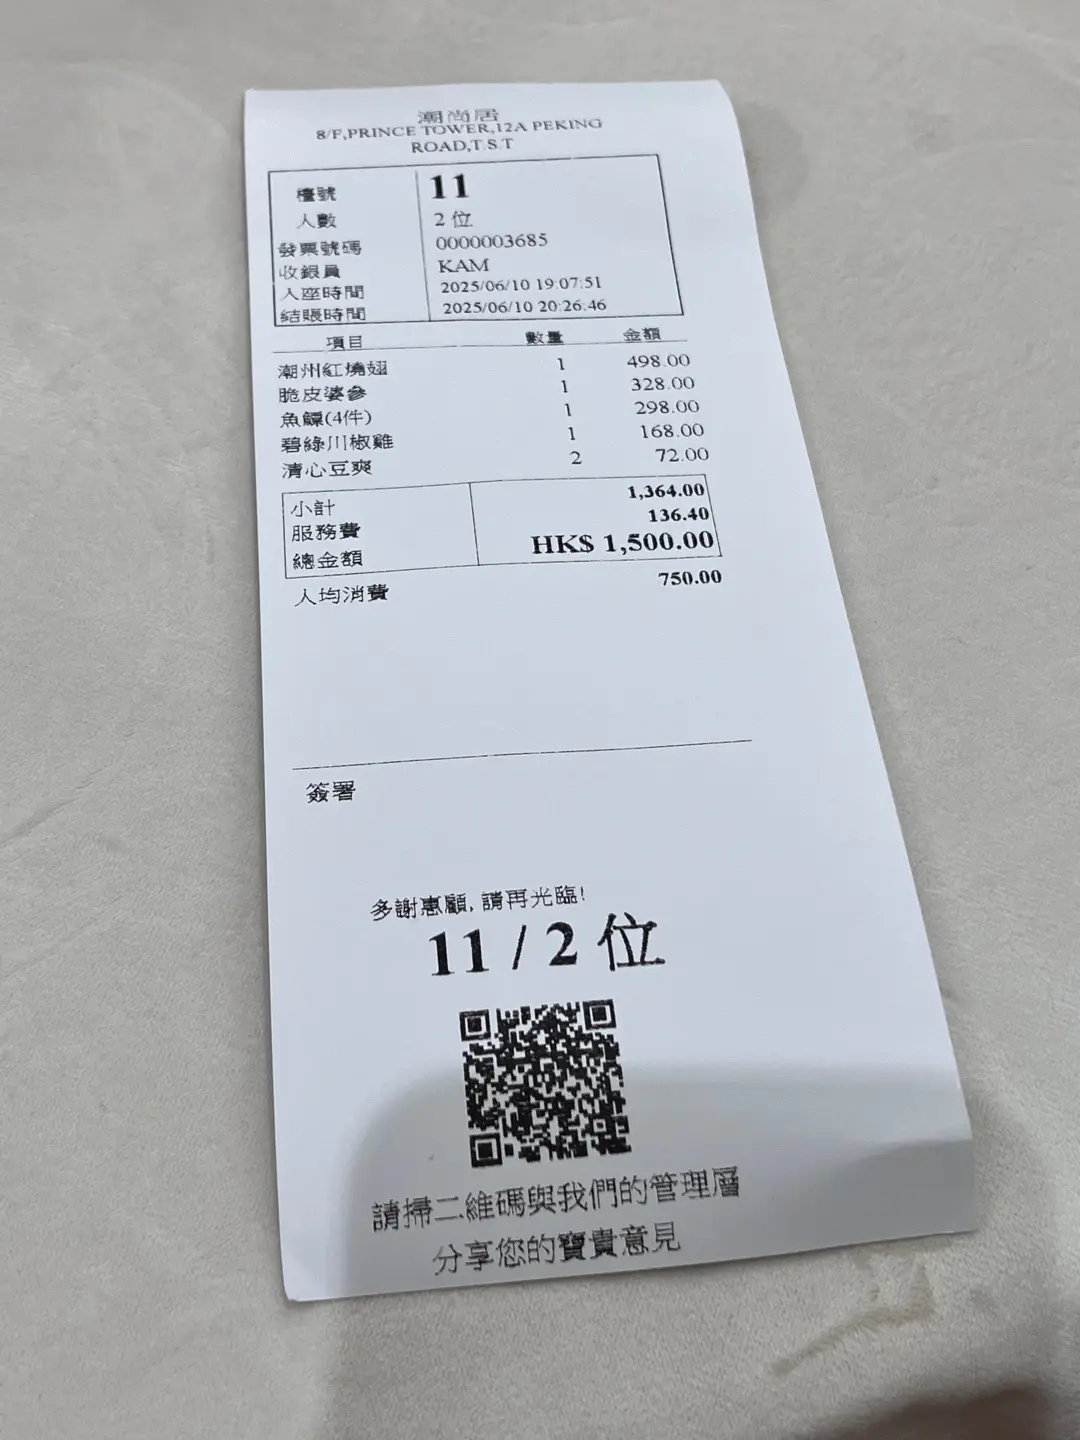 潮尚居
8/F,PRINCE TOWER,12A PEKING
ROAD,T.S.T
檯號 11
人數 2 位
發票號碼 0000003685
收銀員 KAM
入座時間 2025/06/10 19:07:51
結賬時間 2025/06/10 20:26:46
項目 數量 金額
潮州紅燒翅 1 498.00
脆皮婆參 1 328.00
魚鰾(4件) 1 298.00
碧綠川椒雞 1 168.00
清心豆爽 2 72.00
小計 1,364.00
服務費 136.40
總金額 HK$ 1,500.00
人均消費 750.00
簽署
多謝惠顧, 請再光臨!
11 / 2 位
請掃二維碼與我們的管理層
分享您的寶貴意見